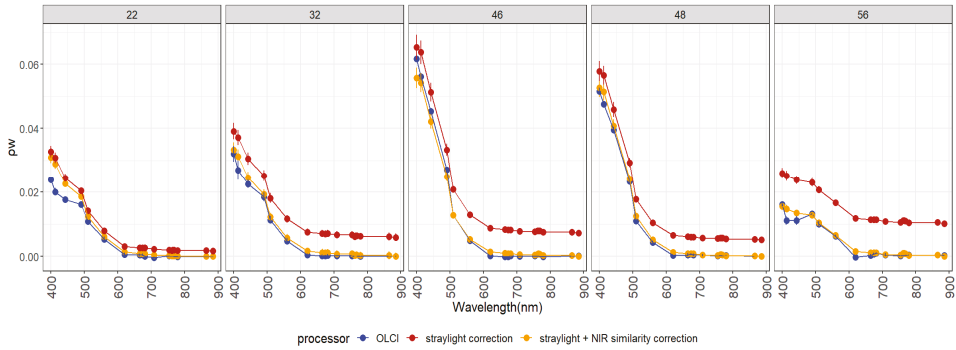 22 32 46 48 56
0.06
0.04
0.02
0.00
ρw
400 500 600 700 800 900 400 500 600 700 800 900 400 500 600 700 800 900 400 500 600 700 800 900 400 500 600 700 800 900
Wavelength(nm)
processor OLCI straylight correction straylight + NIR similarity correction